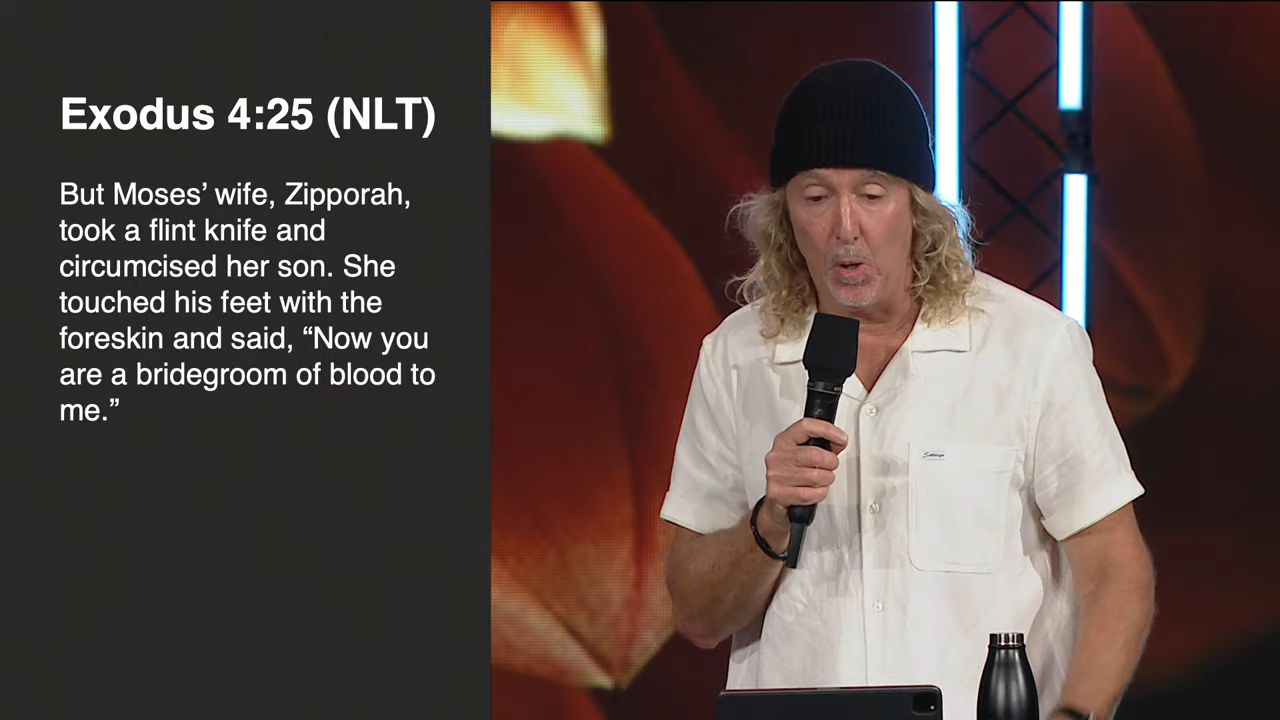 Exodus 4:25 (NLT)
But Moses’ wife, Zipporah,
took a flint knife and
circumcised her son. She
touched his feet with the
foreskin and said, “Now you
are a bridegroom of blood to
me.”